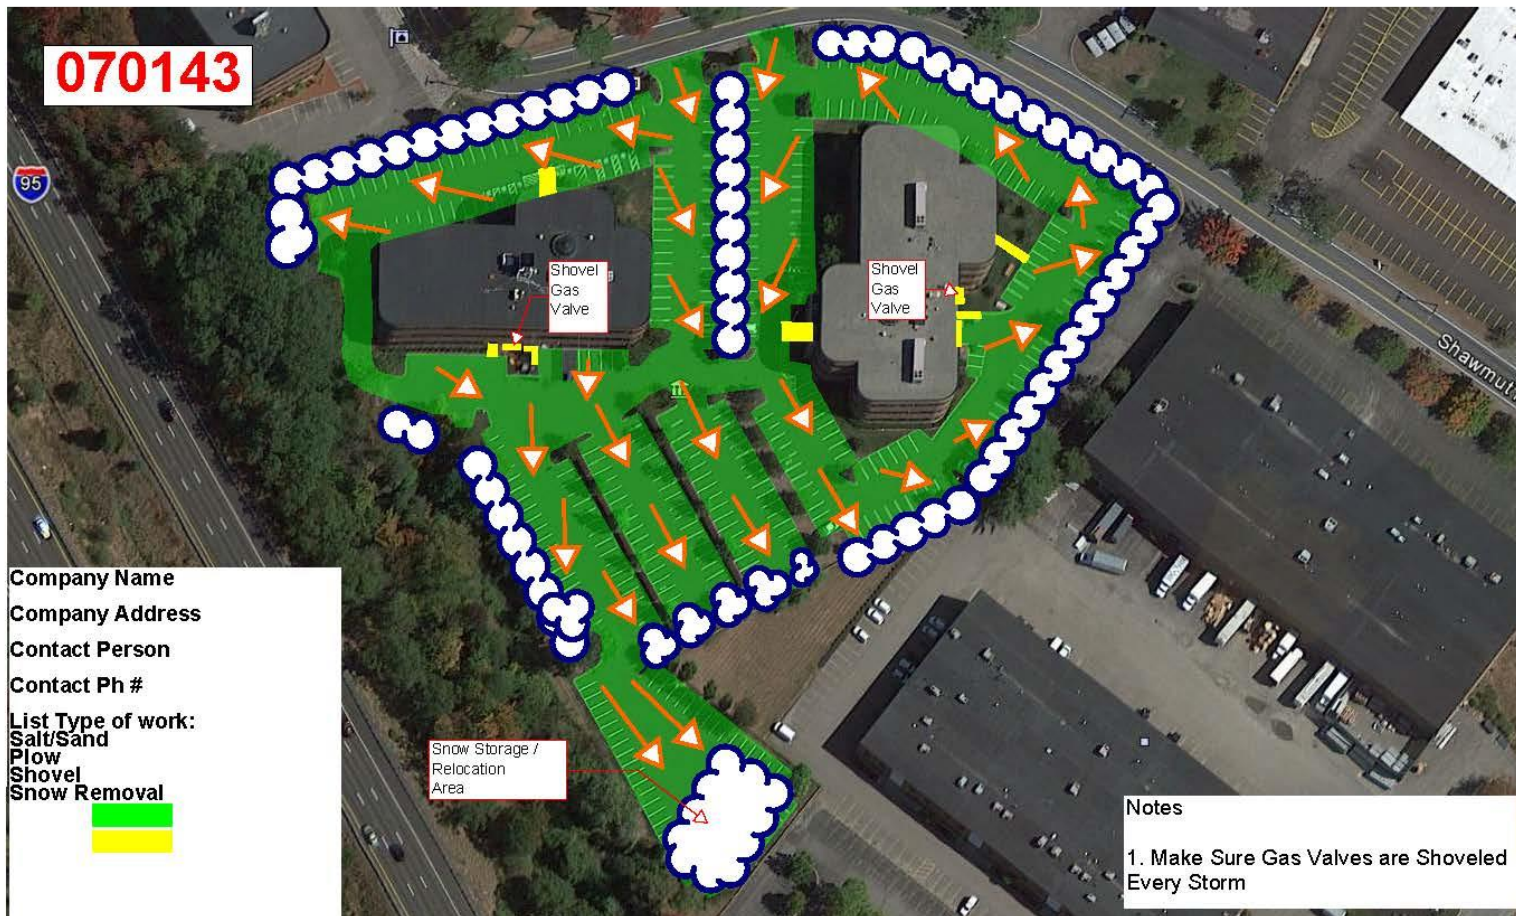 070143
95
Shovel
Gas
Valve
Shovel
Gas
Valve
Shawmut
Company Name
Company Address
Contact Person
Contact Ph #
List Type of work:
Salt/Sand
Plow
Shovel
Snow Removal
Snow Storage /
Relocation
Area
Notes
1. Make Sure Gas Valves are Shoveled
Every Storm